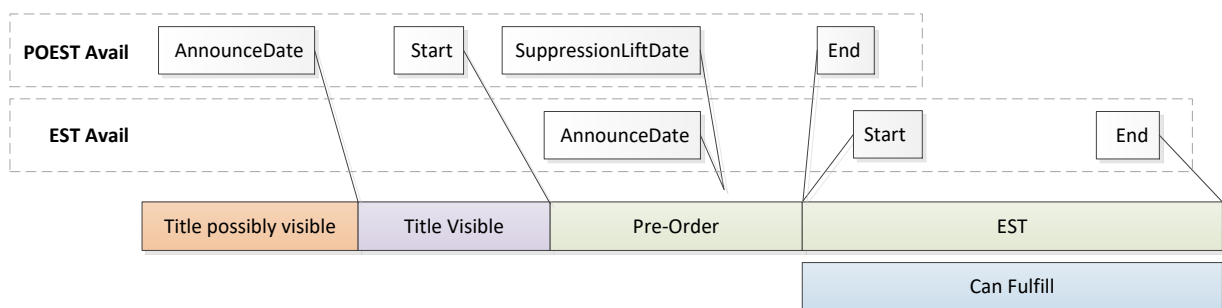 POEST Avail AnnounceDate Start SuppressionLiftDate End
EST Avail AnnounceDate Start End
Title possibly visible Title Visible Pre-Order EST
Can Fulfill